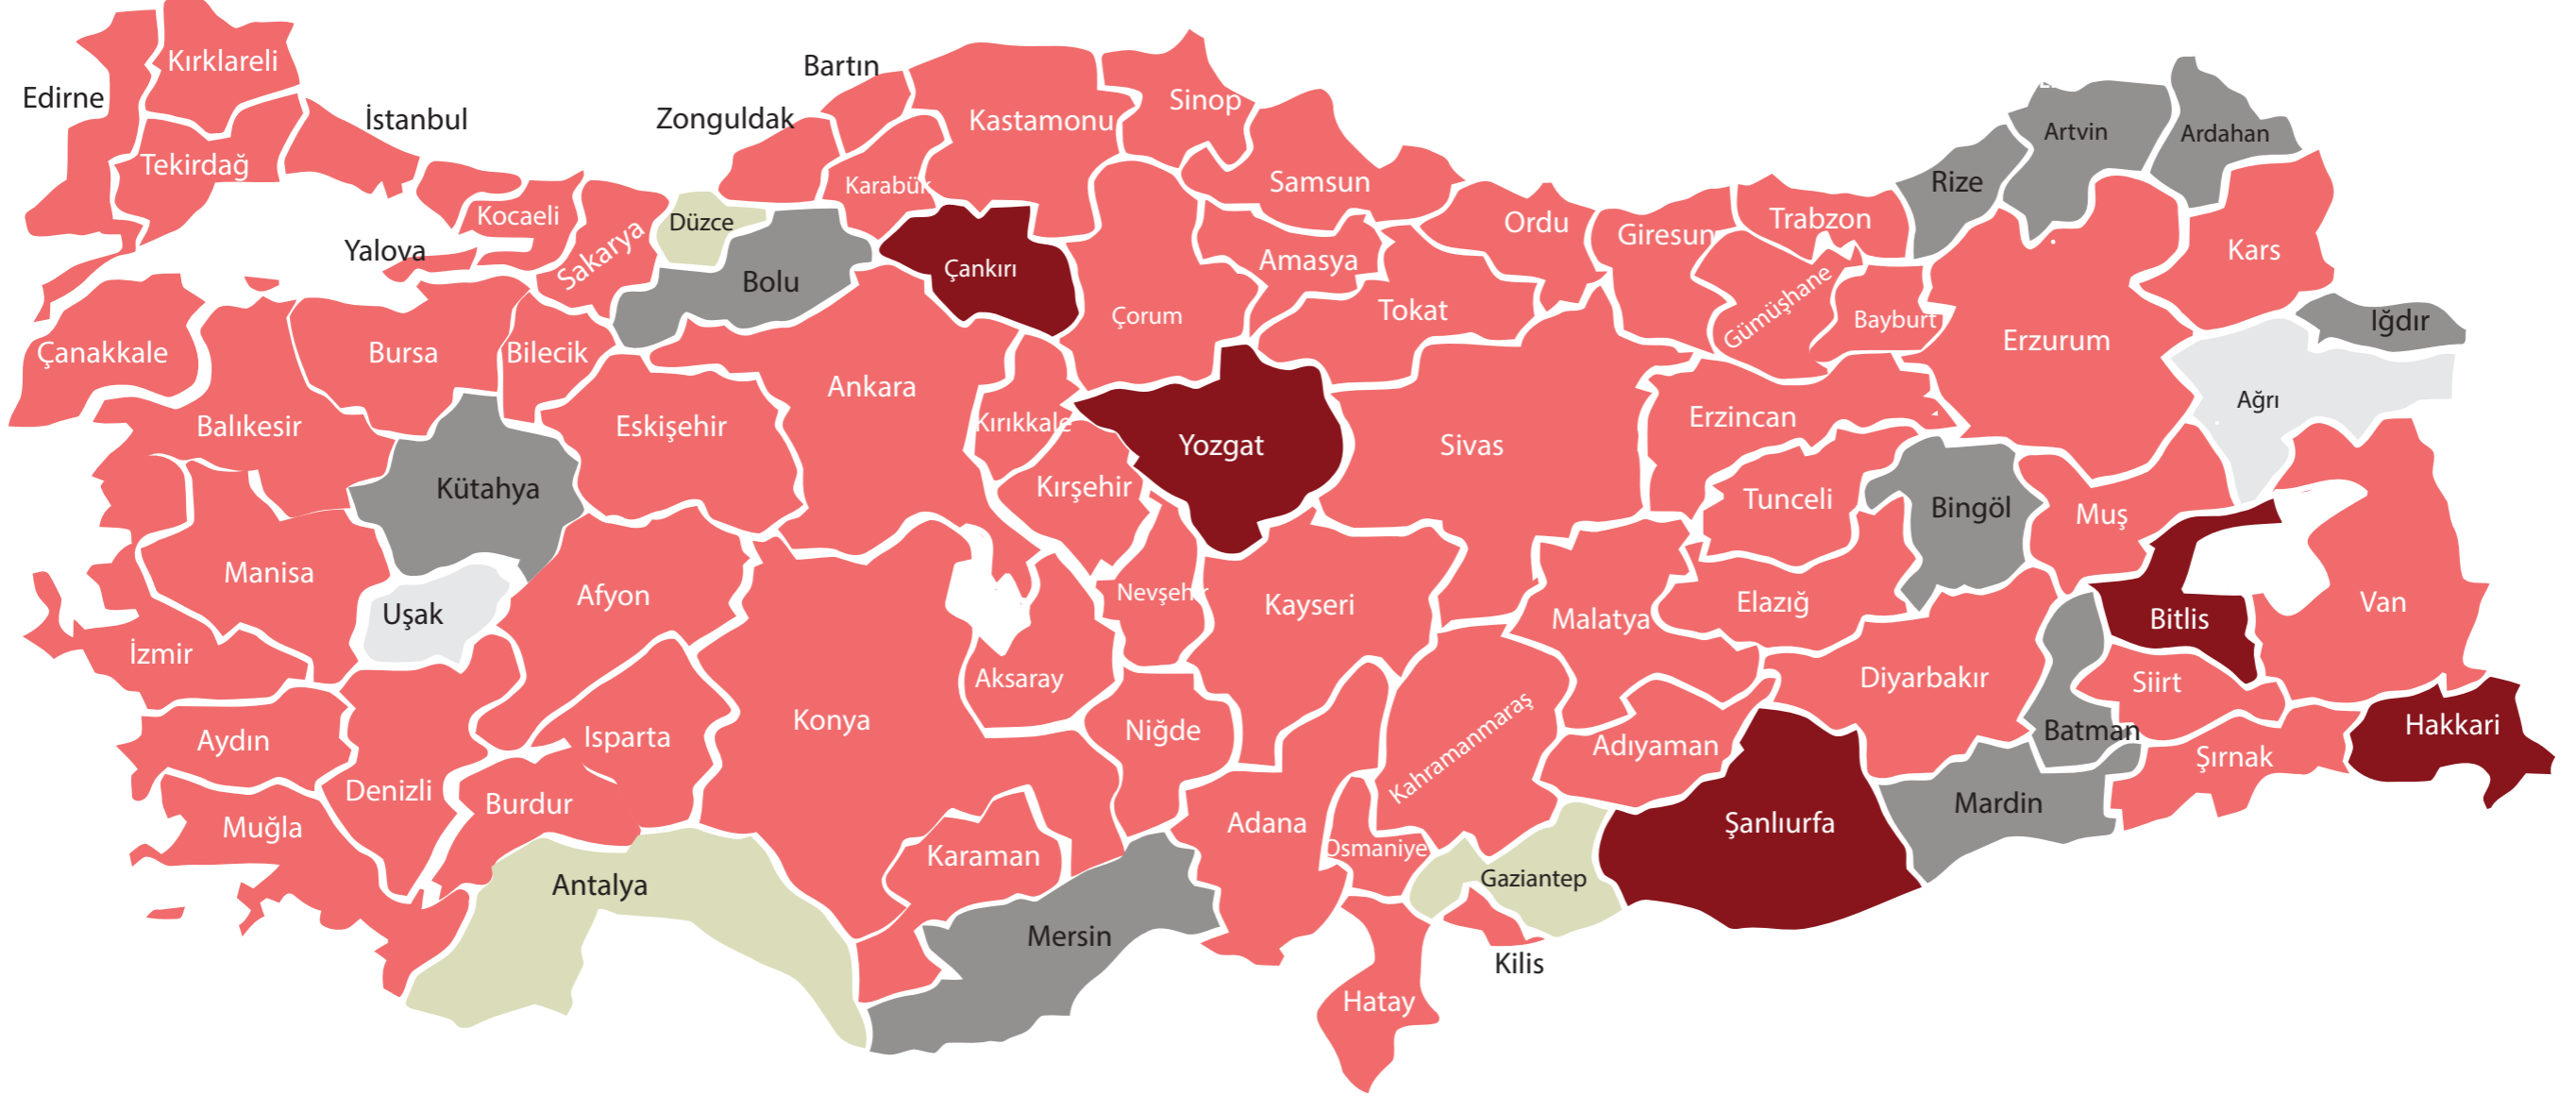 Kırklareli
Bartın
Edirne
Sinop
İstanbul
Zonguldak
Kastamonu
Artvin
Ardahan
Tekirdağ
Karabük
Samsun
Rize
Kocaeli
Düzce
Ordu
Trabzon
Giresun
Yalova
Sakarya
Bolu
Çankırı
Amasya
Kars
Çorum
Tokat
Gümüşhane
Bayburt
Iğdır
Çanakkale
Bursa
Bilecik
Erzurum
Ankara
Ağrı
Balıkesir
Eskişehir
Kırıkkale
Erzincan
Yozgat
Sivas
Kütahya
Kırşehir
Tunceli
Bingöl
Muş
Manisa
Afyon
Nevşehir
Kayseri
Elazığ
Van
Uşak
Malatya
Bitlis
İzmir
Aksaray
Diyarbakır
Siirt
Konya
Niğde
Kahramanmaraş
Hakkari
Aydın
Isparta
Adıyaman
Batman
Şırnak
Denizli
Burdur
Mardin
Muğla
Adana
Şanlıurfa
Karaman
Osmaniye
Antalya
Gaziantep
Mersin
Kilis
Hatay